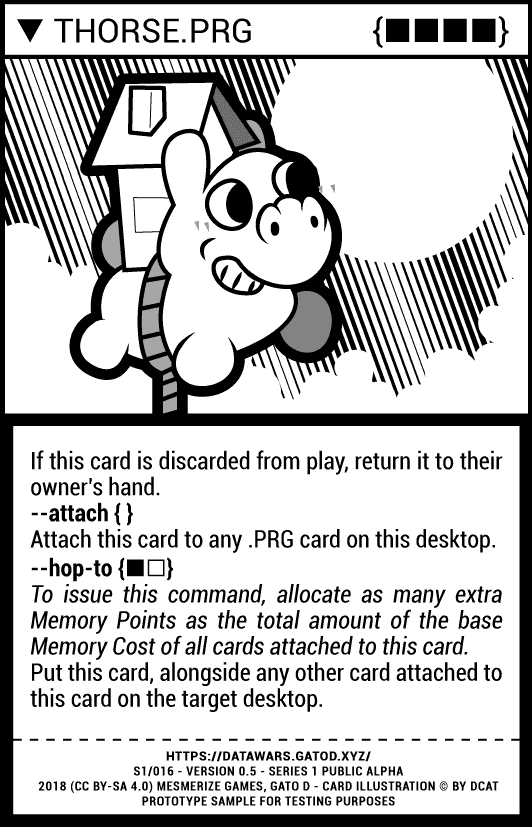 ▼ THORSE.PRG {■■■■}
If this card is discarded from play, return it to their
owner's hand.
--attach { }
Attach this card to any .PRG card on this desktop.
--hop-to {■□}
To issue this command, allocate as many extra
Memory Points as the total amount of the base
Memory Cost of all cards attached to this card.
Put this card, alongside any other card attached to
this card on the target desktop.
HTTPS://DATAWARS.GATOD.XYZ/
S1/016 - VERSION 0.5 - SERIES 1 PUBLIC ALPHA
2018 (CC BY-SA 4.0) MESMERIZE GAMES, GATO D - CARD ILLUSTRATION © BY DCAT
PROTOTYPE SAMPLE FOR TESTING PURPOSES